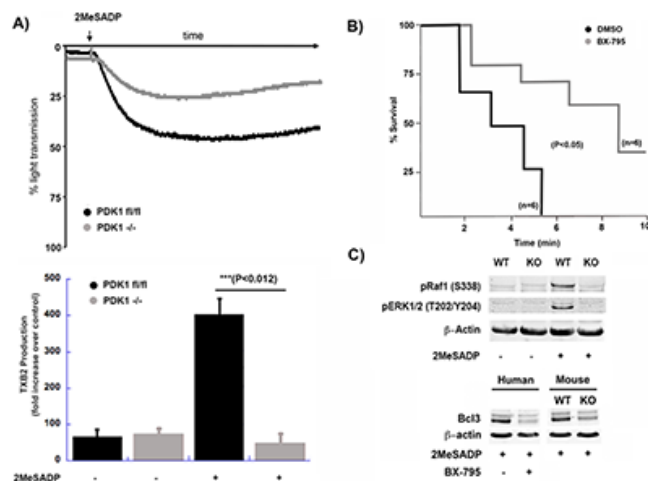 A)
2MeSADP
time
0
25
50
75
100
% light transmission
PDK1 fl/fl
PDK1 -/-
PDK1 fl/fl
PDK1 -/-
***(P<0.012)
500
400
300
200
100
0
TXB2 Production
(fold increase over control)
2MeSADP - - + +
B)
DMSO
BX-795
100
75
50
25
% Survival
(P<0.05)
(n=6)
(n=6)
2 4 6 8 10
Time (min)
C)
WT KO WT KO
pRaf1 (S338)
pERK1/2 (T202/Y204)
β-Actin
2MeSADP - - + +
Human Mouse
WT KO
Bcl3
β-actin
2MeSADP + + + +
BX-795 - +